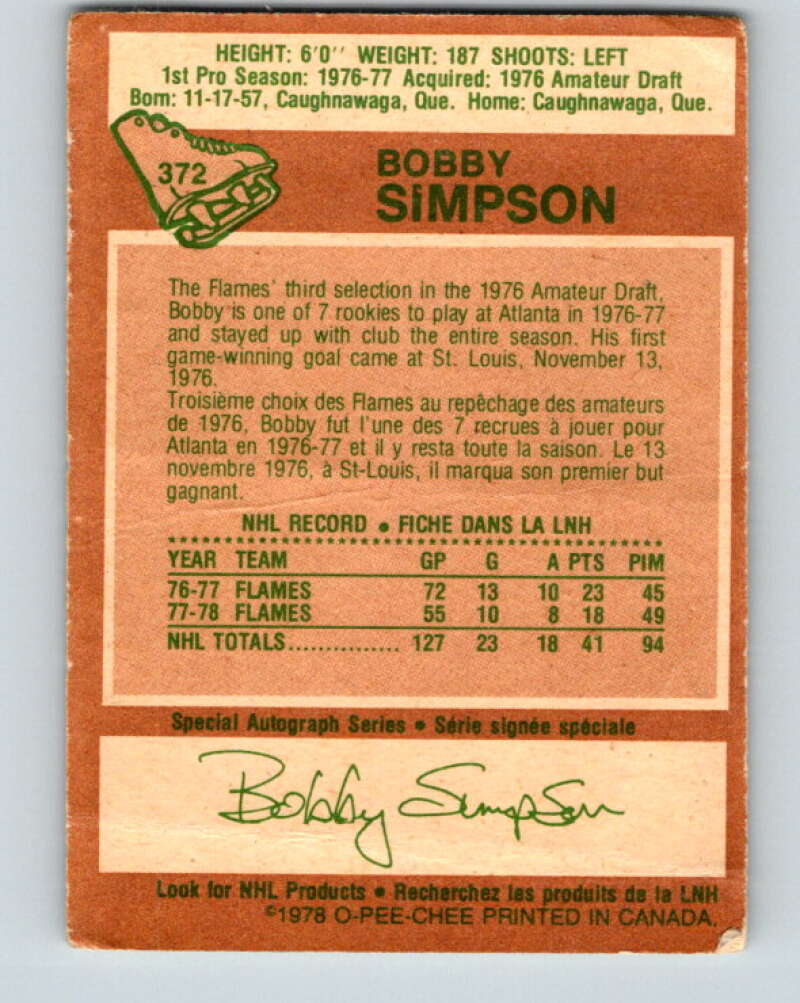 HEIGHT: 6'0'' WEIGHT: 187 SHOOTS: LEFT
1st Pro Season: 1976-77 Acquired: 1976 Amateur Draft
Born: 11-17-57, Caughnawaga, Que. Home: Caughnawaga, Que.
372
BOBBY
SIMPSON
The Flames' third selection in the 1976 Amateur Draft,
Bobby is one of 7 rookies to play at Atlanta in 1976-77
and stayed up with club the entire season. His first
game-winning goal came at St. Louis, November 13,
1976.
Troisième choix des Flames au repêchage des amateurs
de 1976, Bobby fut l'une des 7 recrues à jouer pour
Atlanta en 1976-77 et il y resta toute la saison. Le 13
novembre 1976, à St-Louis, il marqua son premier but
gagnant.
NHL RECORD • FICHE DANS LA LNH
YEAR TEAM GP G A PTS PIM
76-77 FLAMES 72 13 10 23 45
77-78 FLAMES 55 10 8 18 49
NHL TOTALS............... 127 23 18 41 94
Special Autograph Series • Série signée spéciale
Bobby Simpson
Look for NHL Products • Recherchez les produits de la LNH
©1978 O-PEE-CHEE PRINTED IN CANADA.